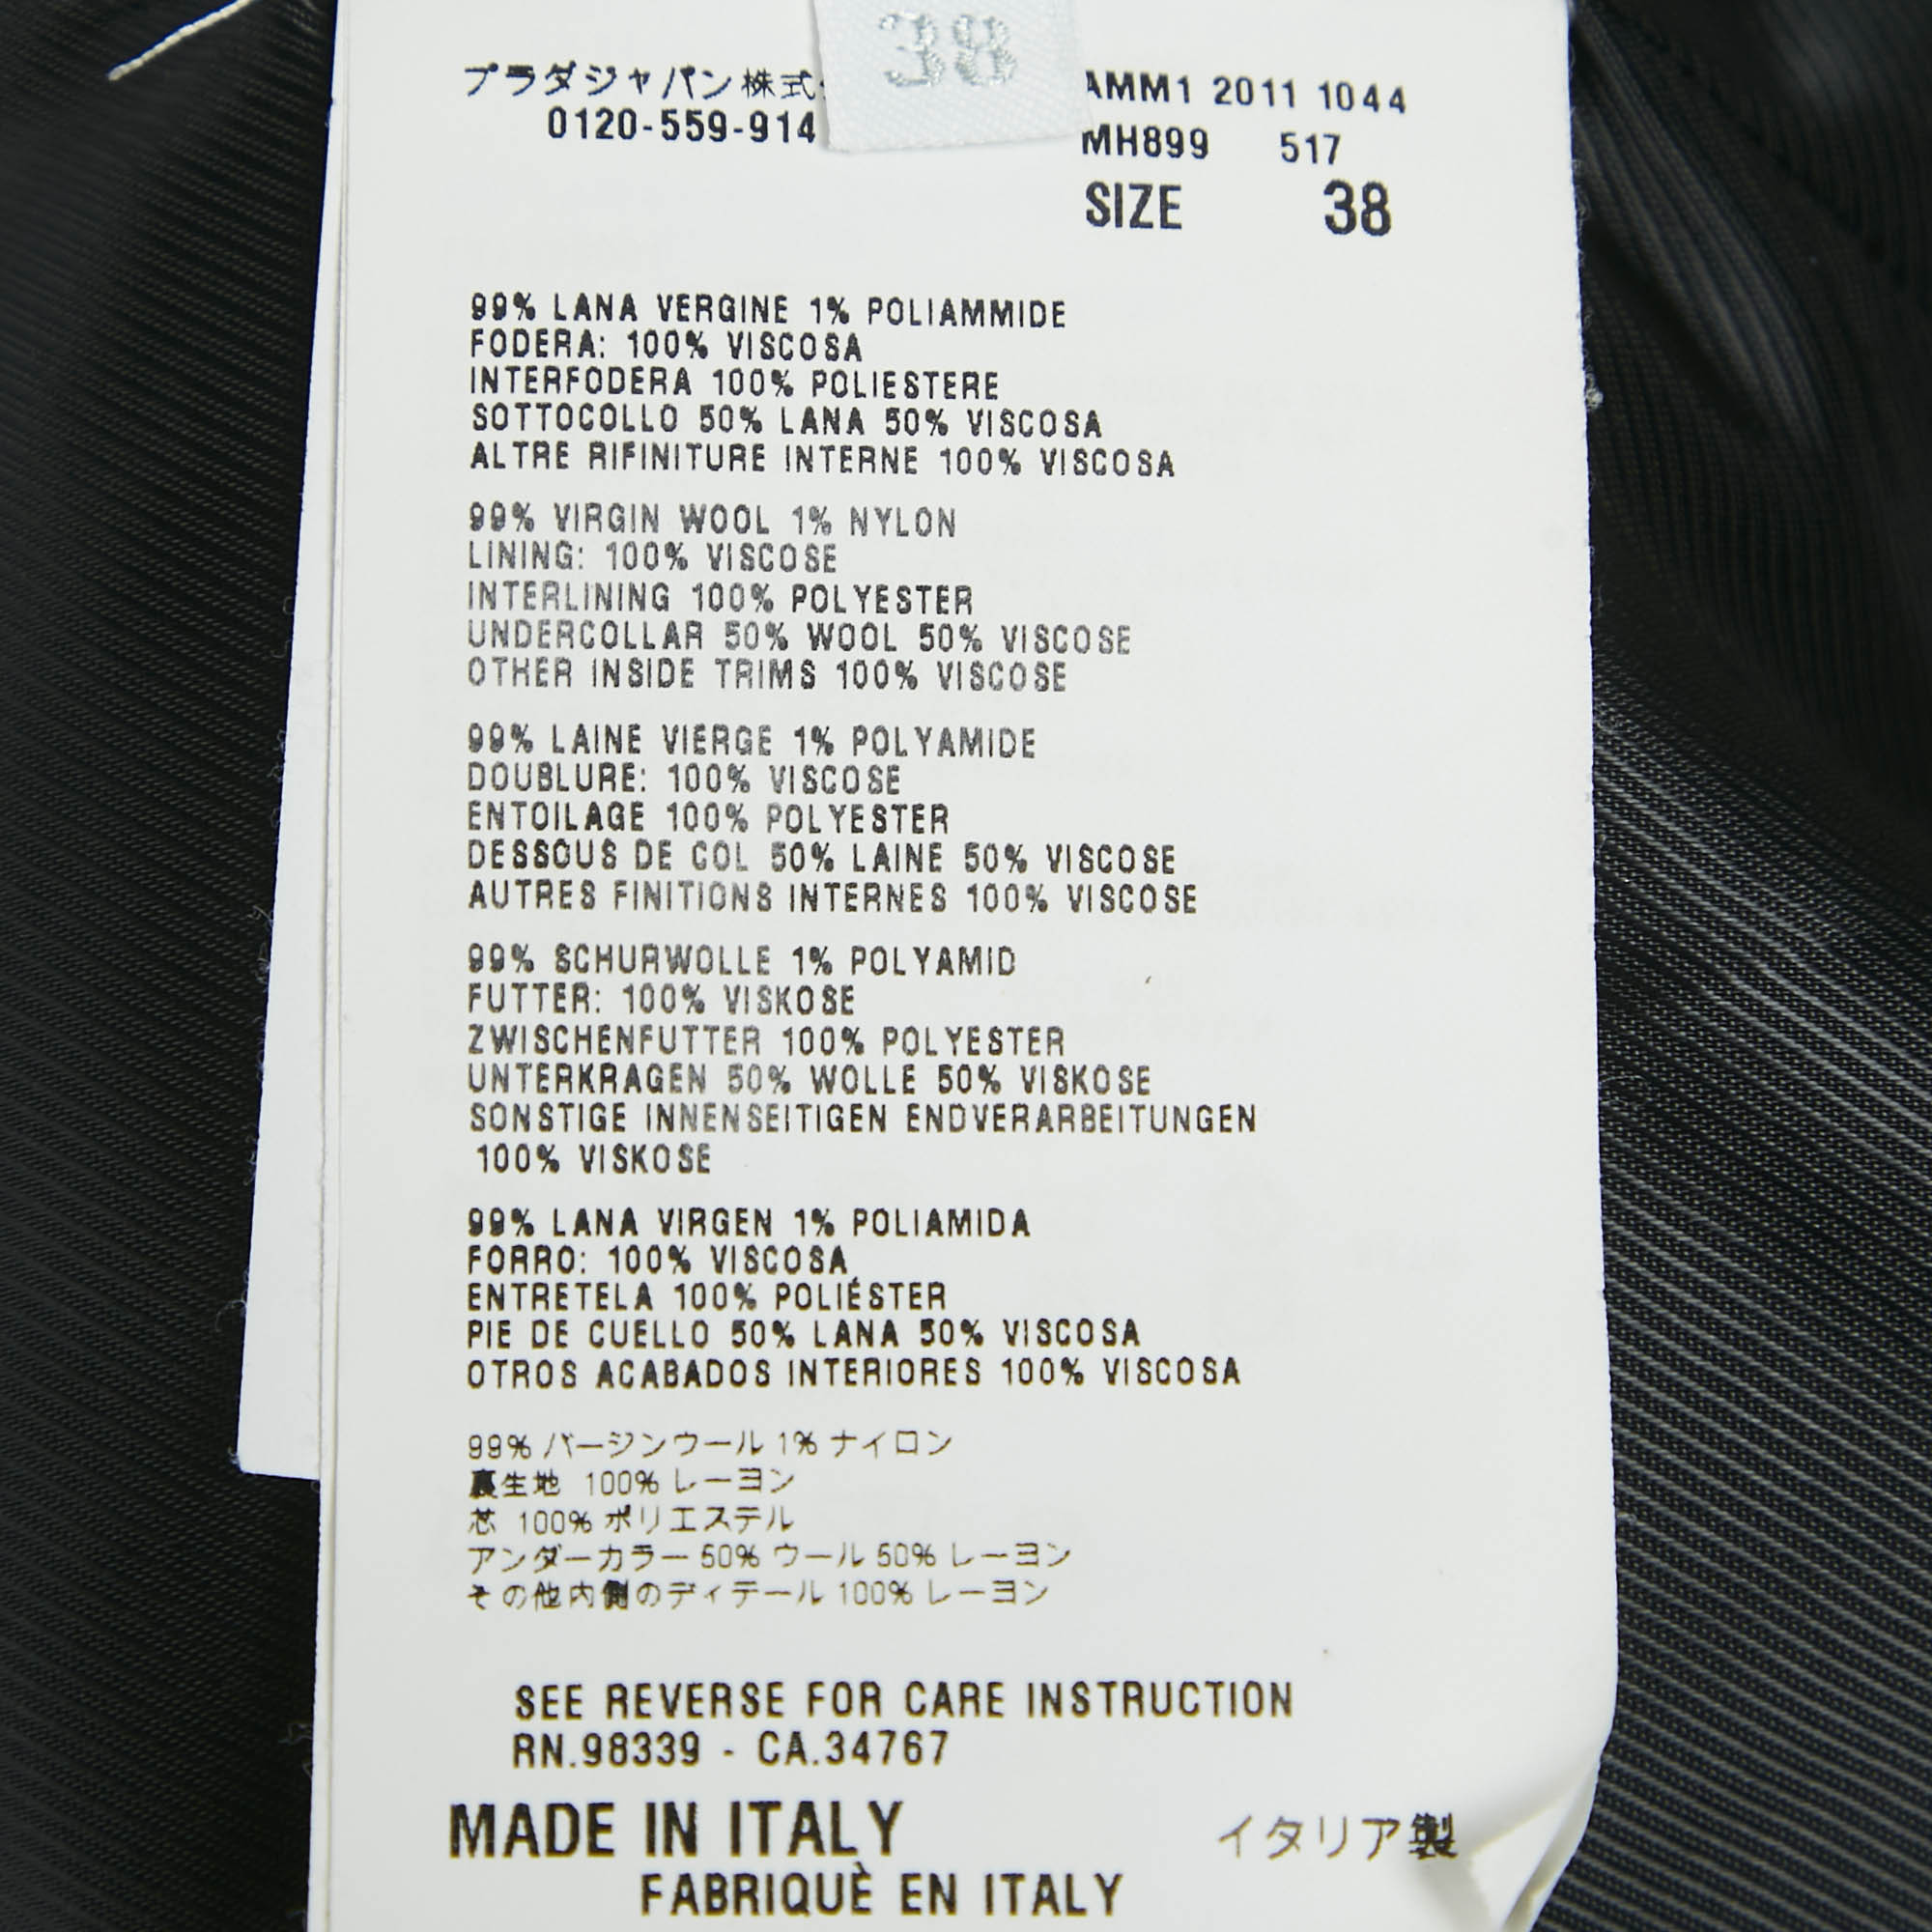 38
プラダジャパン株式
0120-559-914
AMM1 2011 1044
MH899 517
SIZE 38
99% LANA VERGINE 1% POLIAMMIDE
FODERA: 100% VISCOSA
INTERFODERA 100% POLIESTERE
SOTTOCOLLO 50% LANA 50% VISCOSA
ALTRE RIFINITURE INTERNE 100% VISCOSA
99% VIRGIN WOOL 1% NYLON
LINING: 100% VISCOSE
INTERLINING 100% POLYESTER
UNDERCOLLAR 50% WOOL 50% VISCOSE
OTHER INSIDE TRIMS 100% VISCOSE
99% LAINE VIERGE 1% POLYAMIDE
DOUBLURE: 100% VISCOSE
ENTOILAGE 100% POLYESTER
DESSOUS DE COL 50% LAINE 50% VISCOSE
AUTRES FINITIONS INTERNES 100% VISCOSE
99% SCHURWOLLE 1% POLYAMID
FUTTER: 100% VISKOSE
ZWISCHENFUTTER 100% POLYESTER
UNTERKRAGEN 50% WOLLE 50% VISKOSE
SONSTIGE INNENSEITIGEN ENDVERARBEITUNGEN
100% VISKOSE
99% LANA VIRGEN 1% POLIAMIDA
FORRO: 100% VISCOSA
ENTRETELA 100% POLIÉSTER
PIE DE CUELLO 50% LANA 50% VISCOSA
OTROS ACABADOS INTERIORES 100% VISCOSA
99% バージンウール 1% ナイロン
裏生地 100% レーヨン
芯 100% ポリエステル
アンダーカラー 50% ウール 50% レーヨン
その他内側のディテール 100% レーヨン
SEE REVERSE FOR CARE INSTRUCTION
RN.98339 - CA.34767
MADE IN ITALY イタリア製
FABRIQUÈ EN ITALY